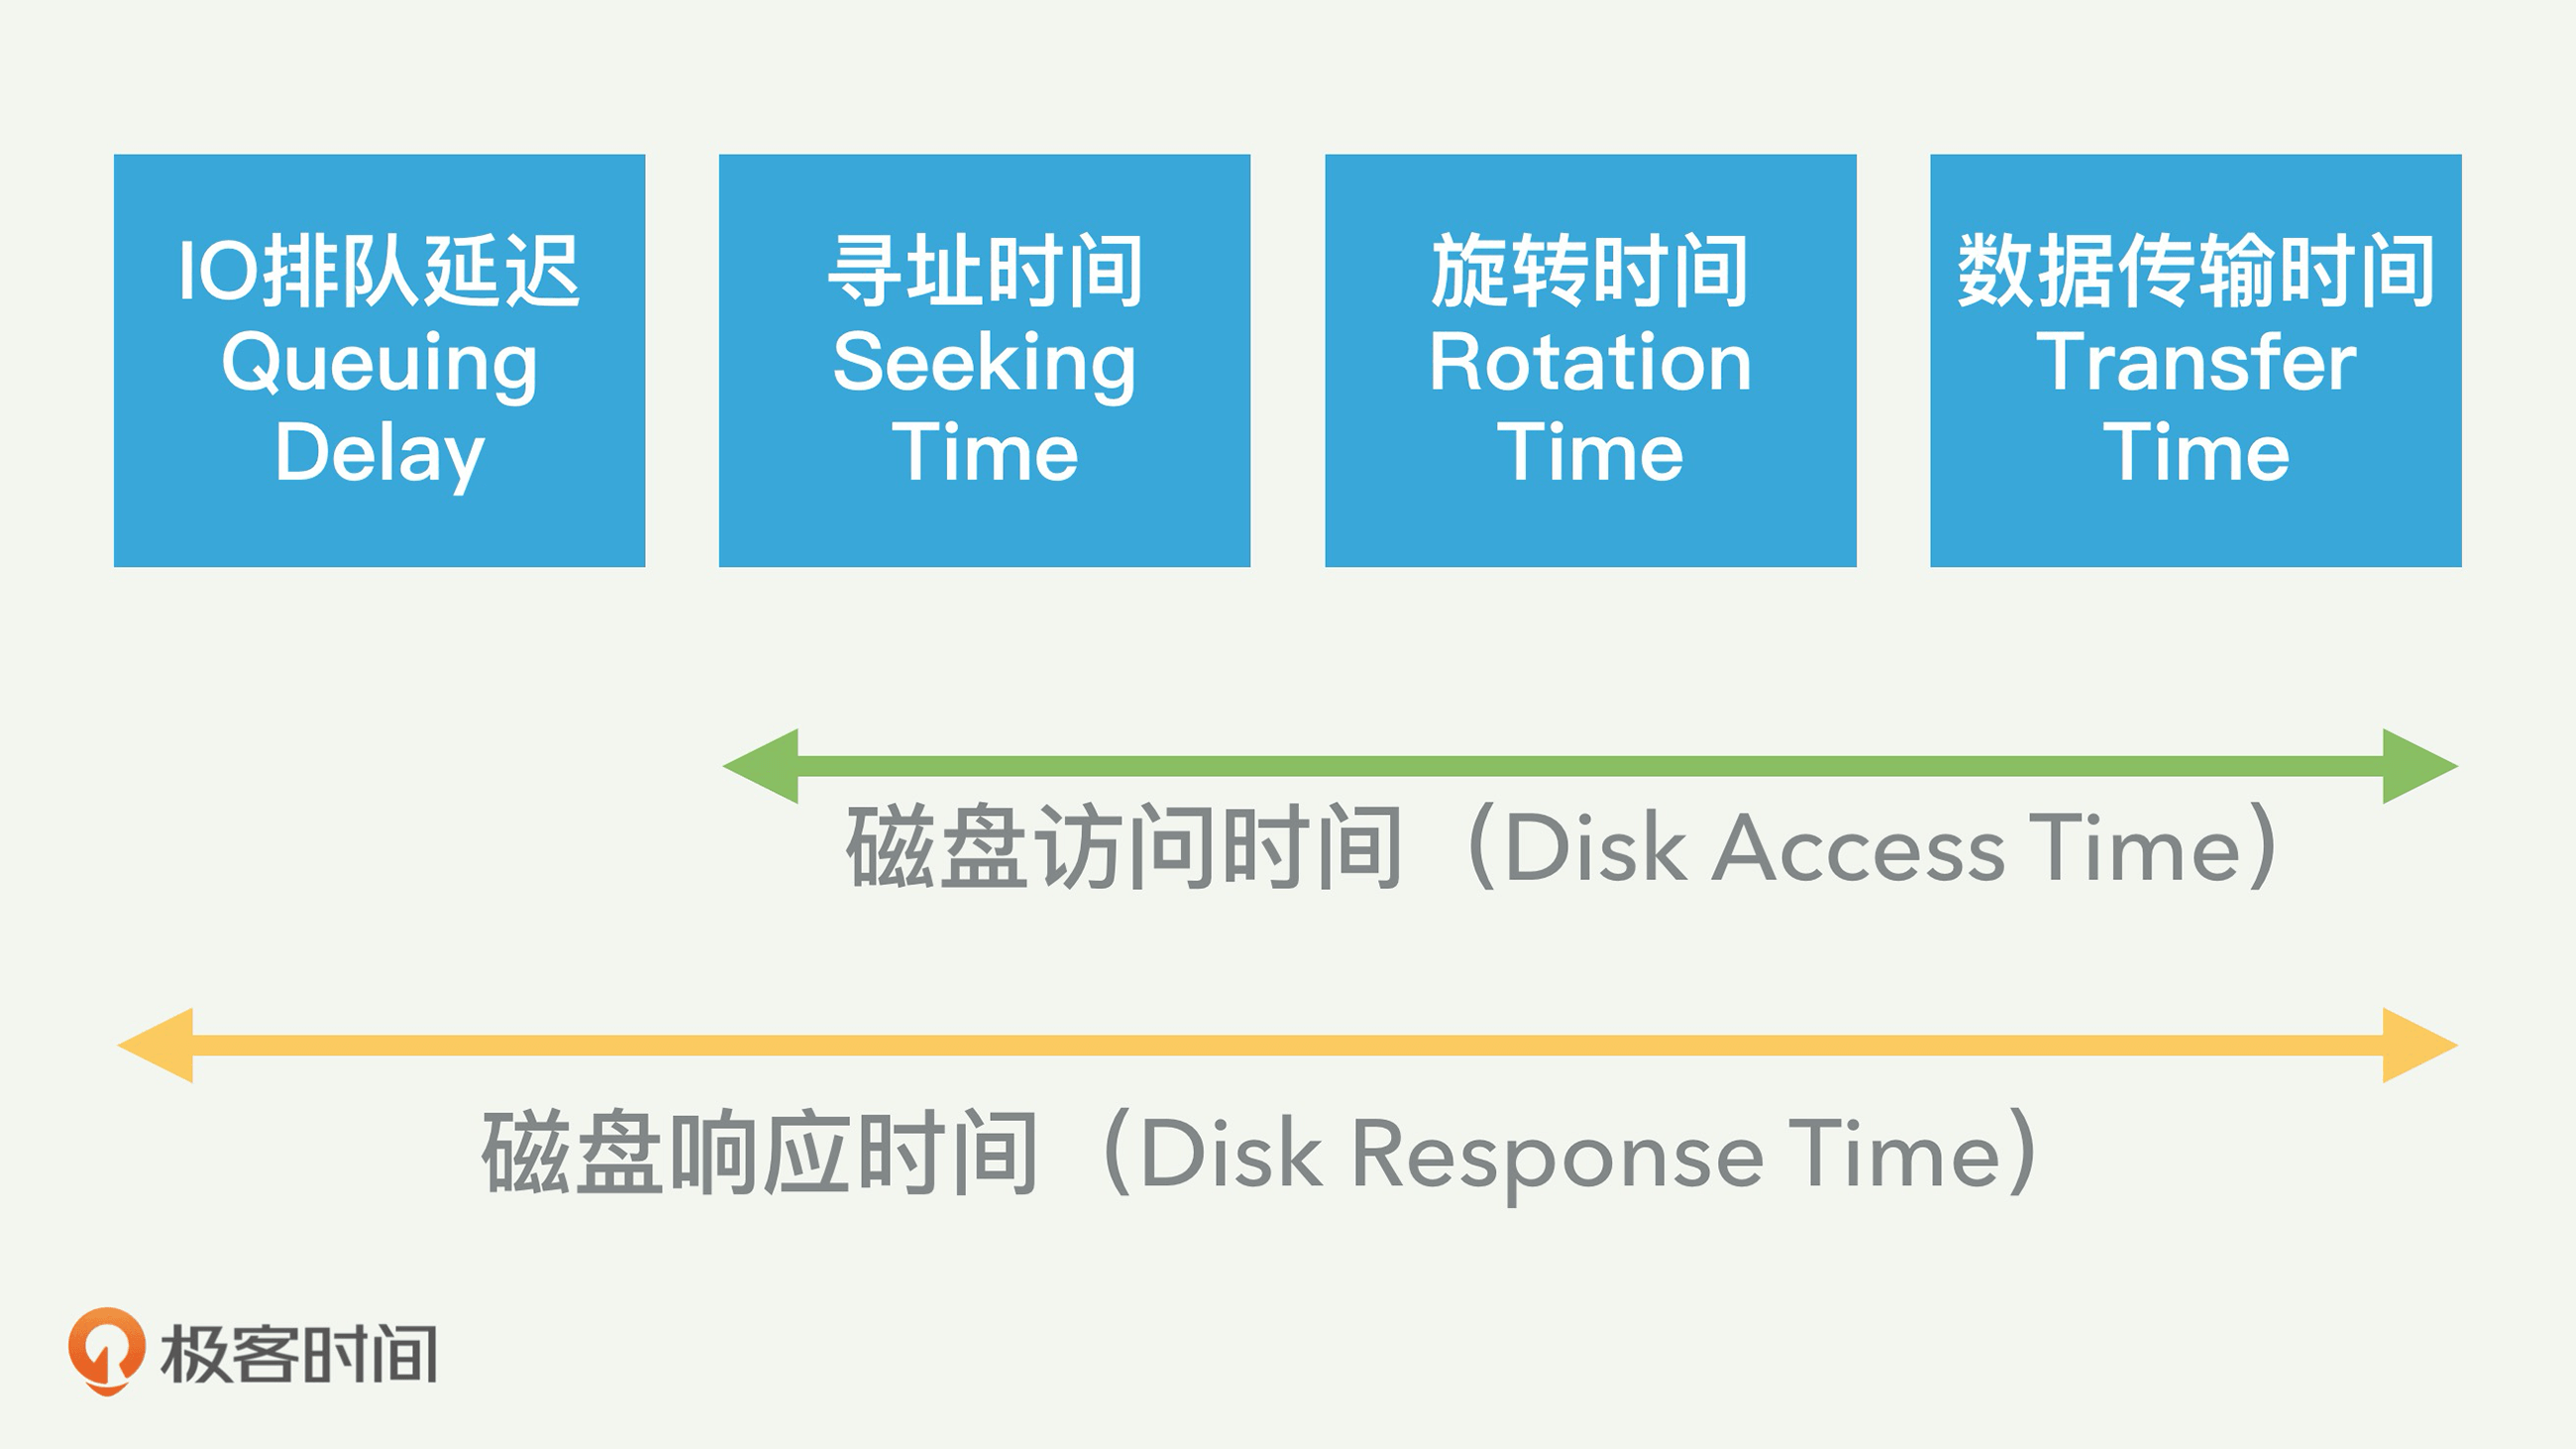 IO排队延迟
Queuing
Delay
寻址时间
Seeking
Time
旋转时间
Rotation
Time
数据传输时间
Transfer
Time
磁盘访问时间（Disk Access Time）
磁盘响应时间（Disk Response Time）
极客时间